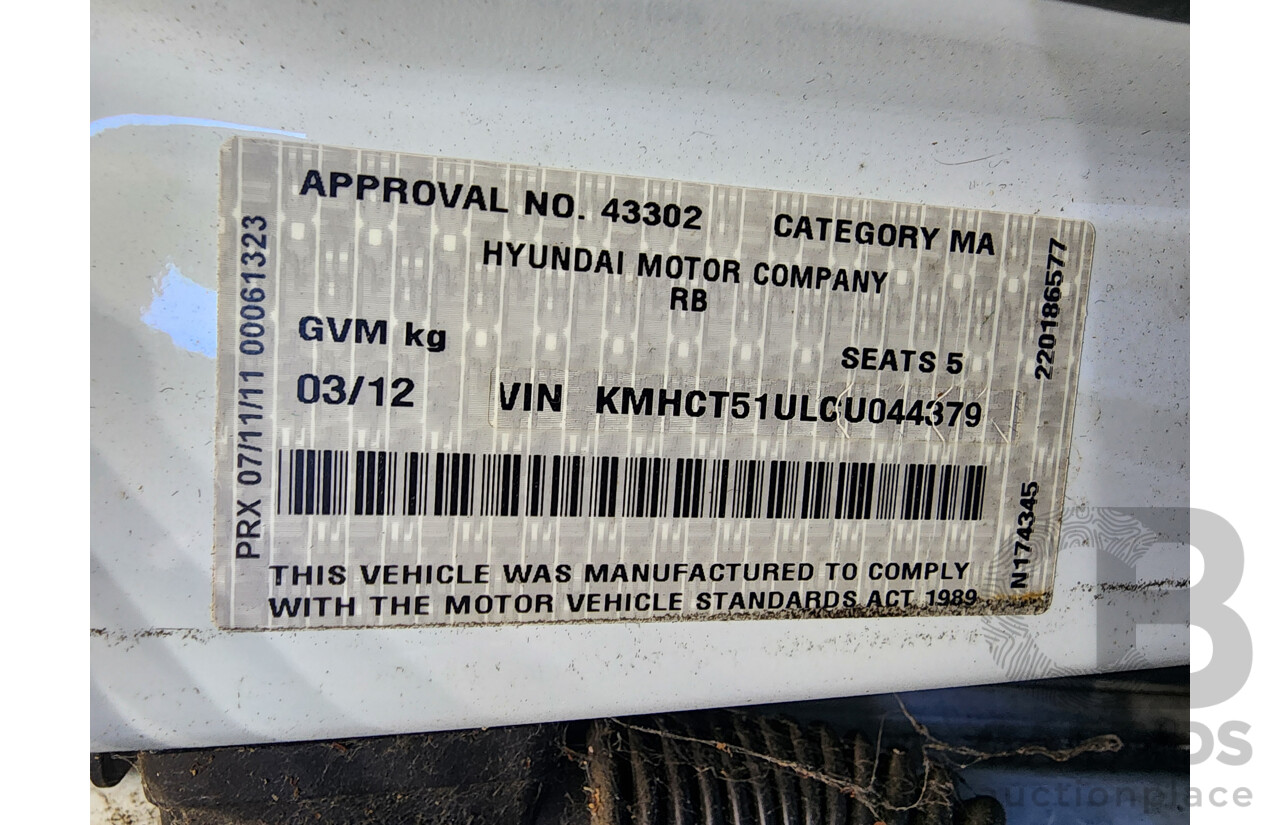 APPROVAL NO. 43302 CATEGORY MA
HYUNDAI MOTOR COMPANY
RB
GVM kg
SEATS 5
03/12 VIN KMHCT51ULCU044379
THIS VEHICLE WAS MANUFACTURED TO COMPLY
WITH THE MOTOR VEHICLE STANDARDS ACT 1989
PRX 07/11/11 00061323
220186577
N174345